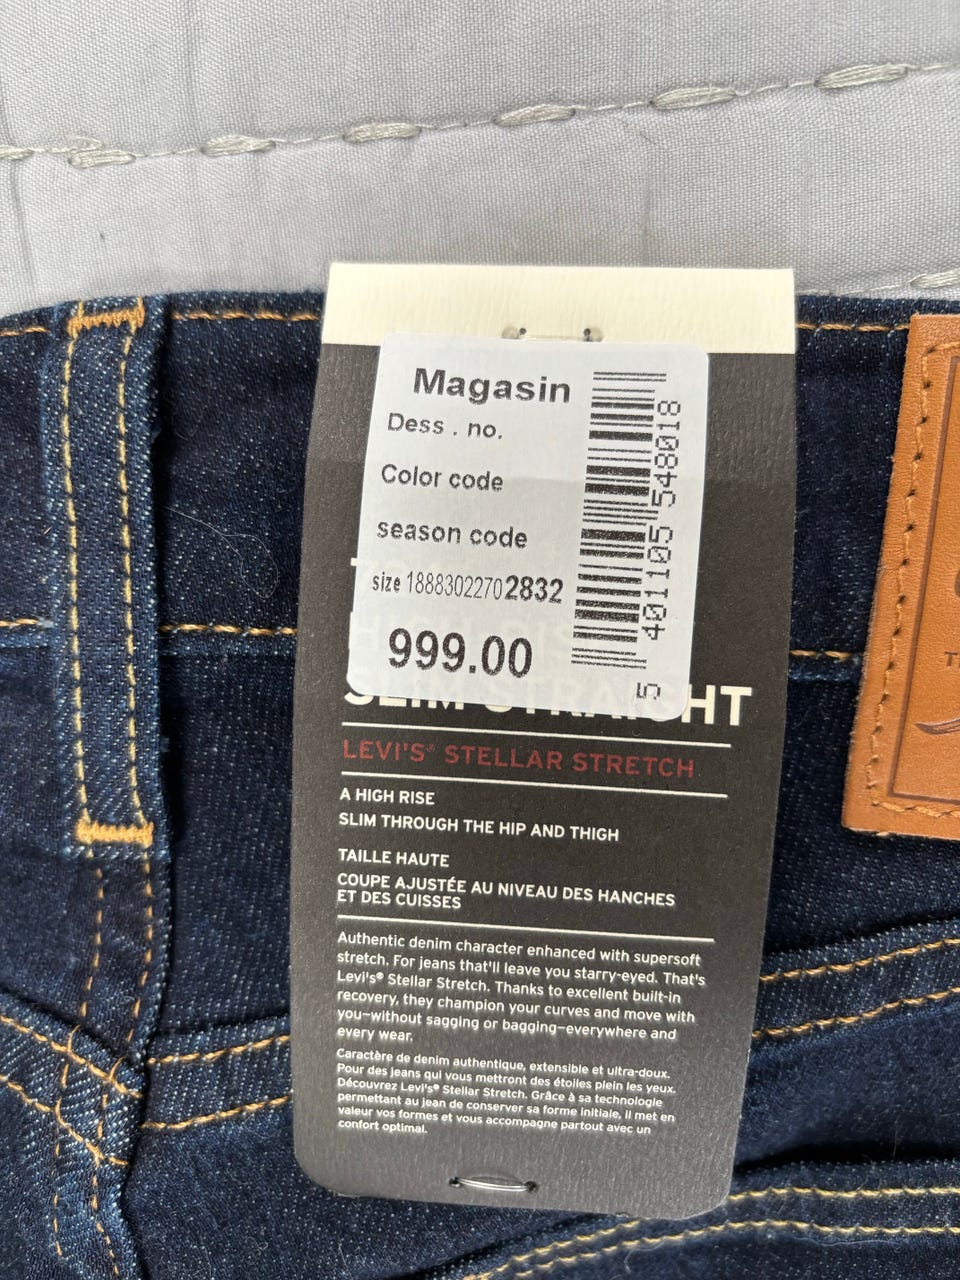 Magasin
Dess . no.
Color code
season code
size 18883022702832
999.00
5 401105 548018
SLIM STRAIGHT
LEVI'S® STELLAR STRETCH
A HIGH RISE
SLIM THROUGH THE HIP AND THIGH
TAILLE HAUTE
COUPE AJUSTÉE AU NIVEAU DES HANCHES
ET DES CUISSES
Authentic denim character enhanced with supersoft
stretch. For jeans that'll leave you starry-eyed. That's
Levi's® Stellar Stretch. Thanks to excellent built-in
recovery, they champion your curves and move with
you—without sagging or bagging—everywhere and
every wear.
Caractère de denim authentique, extensible et ultra-doux.
Pour des jeans qui vous mettront des étoiles plein les yeux.
Découvrez Levi's® Stellar Stretch. Grâce à sa technologie
permettant au jean de conserver sa forme initiale, il met en
valeur vos formes et vous accompagne partout avec un
confort optimal.